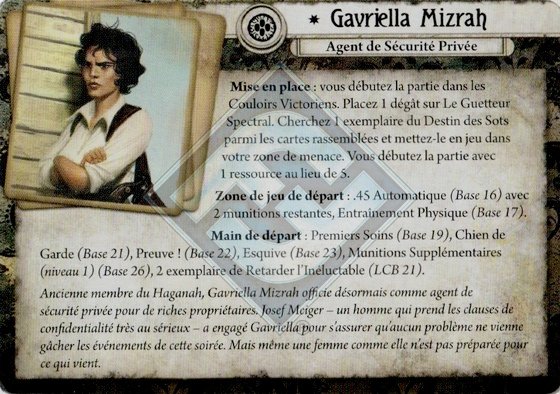 * Gavriella Mizrah
Agent de Sécurité Privée
Mise en place : vous débutez la partie dans les
Couloirs Victoriens. Placez 1 dégât sur Le Guetteur
Spectral. Cherchez 1 exemplaire du Destin des Sots
parmi les cartes rassemblées et mettez-le en jeu dans
votre zone de menace. Vous débutez la partie avec
1 ressource au lieu de 5.
Zone de jeu de départ : .45 Automatique (Base 16) avec
2 munitions restantes, Entraînement Physique (Base 17).
Main de départ : Premiers Soins (Base 19), Chien de
Garde (Base 21), Preuve ! (Base 22), Esquive (Base 23), Munitions Supplémentaires
(niveau 1) (Base 26), 2 exemplaire de Retarder l'Inéluctable (LCB 21).
Ancienne membre du Haganah, Gavriella Mizrah officie désormais comme agent de
sécurité privée pour de riches propriétaires. Josef Meiger – un homme qui prend les clauses de
confidentialité très au sérieux – a engagé Gavriella pour s'assurer qu'aucun problème ne vienne
gâcher les événements de cette soirée. Mais même une femme comme elle n'est pas préparée pour
ce qui vient.